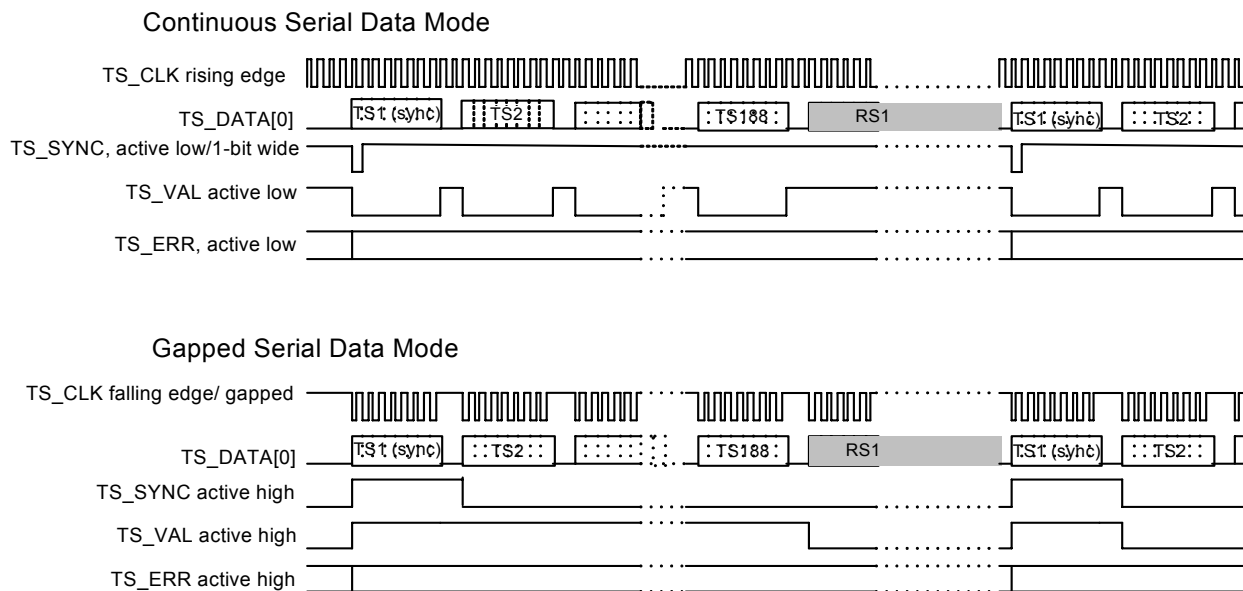 Continuous Serial Data Mode
TS_CLK rising edge
TS_DATA[0]
TS1 (sync)
TS2
TS188
RS1
TS1 (sync)
TS2
TS_SYNC, active low/1-bit wide
TS_VAL active low
TS_ERR, active low
Gapped Serial Data Mode
TS_CLK falling edge/ gapped
TS_DATA[0]
TS1 (sync)
TS2
TS188
RS1
TS1 (sync)
TS2
TS_SYNC active high
TS_VAL active high
TS_ERR active high